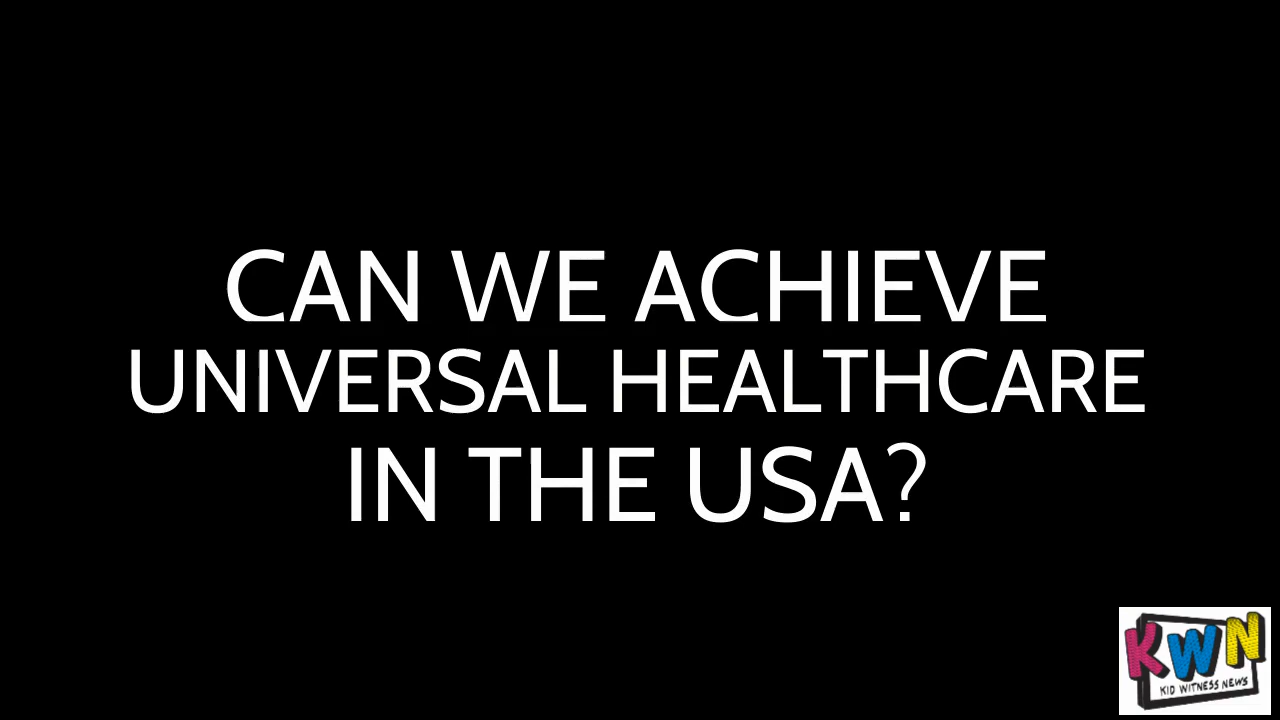 CAN WE ACHIEVE
UNIVERSAL HEALTHCARE
IN THE USA?
KWN
KID WITNESS NEWS